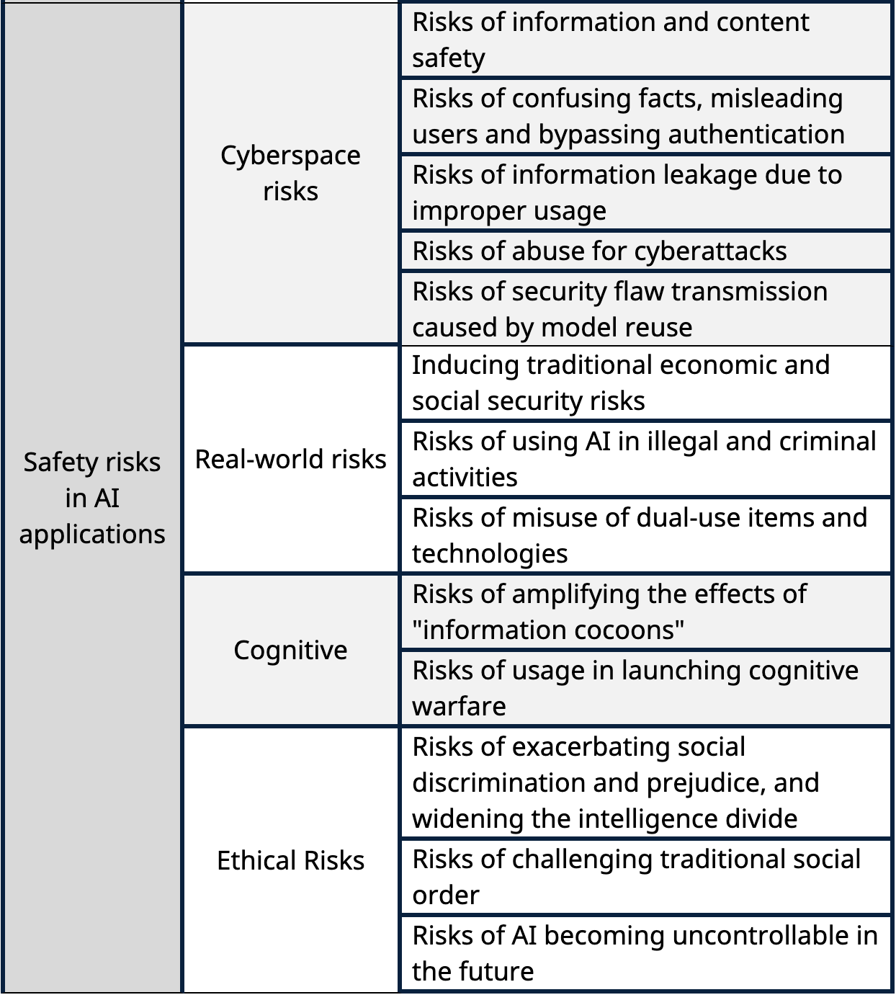 Safety risks
in AI
applications
Cyberspace
risks
Risks of information and content
safety
Risks of confusing facts, misleading
users and bypassing authentication
Risks of information leakage due to
improper usage
Risks of abuse for cyberattacks
Risks of security flaw transmission
caused by model reuse
Real-world risks
Inducing traditional economic and
social security risks
Risks of using AI in illegal and criminal
activities
Risks of misuse of dual-use items and
technologies
Cognitive
Risks of amplifying the effects of
"information cocoons"
Risks of usage in launching cognitive
warfare
Ethical Risks
Risks of exacerbating social
discrimination and prejudice, and
widening the intelligence divide
Risks of challenging traditional social
order
Risks of AI becoming uncontrollable in
the future